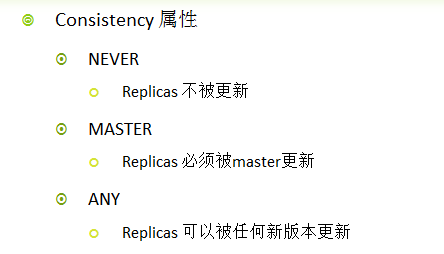 Consistency 属性
NEVER
Replicas 不被更新
MASTER
Replicas 必须被master更新
ANY
Replicas 可以被任何新版本更新